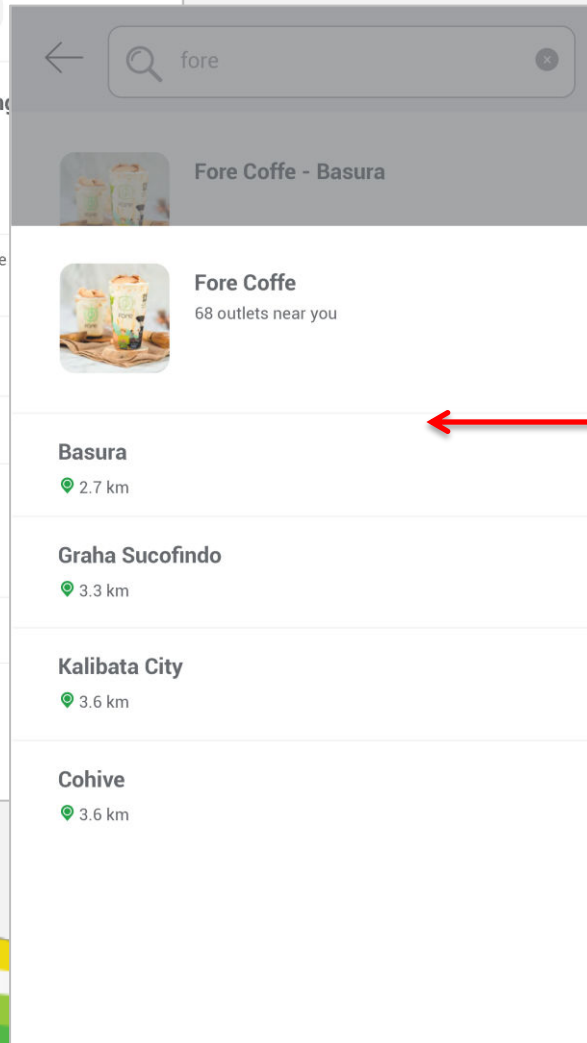 fore
Fore Coffe - Basura
Fore Coffe
68 outlets near you
Basura
2.7 km
Graha Sucofindo
3.3 km
Kalibata City
3.6 km
Cohive
3.6 km